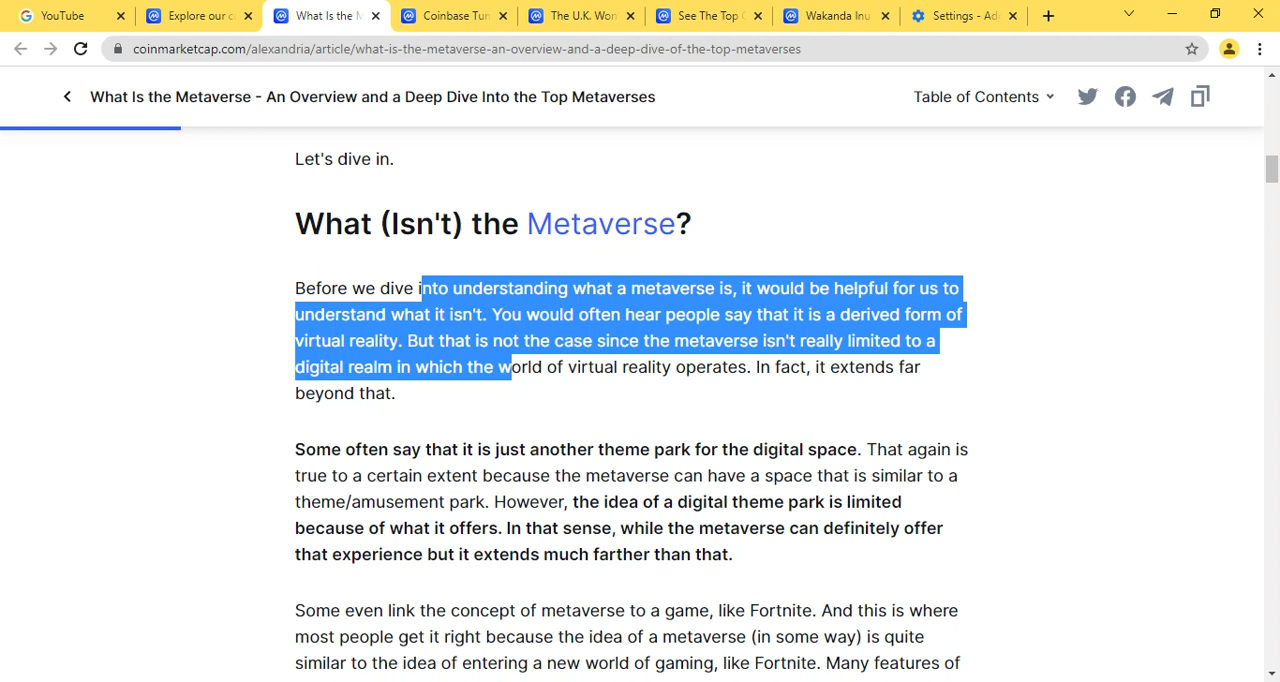 YouTube
Explore our c
What Is the M
Coinbase Tur
The U.K. Won
See The Top C
Wakanda Inu
Settings - Ad
coinmarketcap.com/alexandria/article/what-is-the-metaverse-an-overview-and-a-deep-dive-of-the-top-metaverses
What Is the Metaverse - An Overview and a Deep Dive Into the Top Metaverses
Table of Contents
Let's dive in.
What (Isn't) the Metaverse?
Before we dive into understanding what a metaverse is, it would be helpful for us to
understand what it isn't. You would often hear people say that it is a derived form of
virtual reality. But that is not the case since the metaverse isn't really limited to a
digital realm in which the world of virtual reality operates. In fact, it extends far
beyond that.
Some often say that it is just another theme park for the digital space. That again is
true to a certain extent because the metaverse can have a space that is similar to a
theme/amusement park. However, the idea of a digital theme park is limited
because of what it offers. In that sense, while the metaverse can definitely offer
that experience but it extends much farther than that.
Some even link the concept of metaverse to a game, like Fortnite. And this is where
most people get it right because the idea of a metaverse (in some way) is quite
similar to the idea of entering a new world of gaming, like Fortnite. Many features of